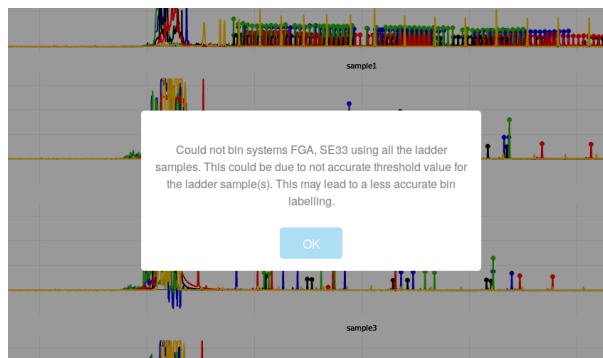 sample1
Could not bin systems FGA, SE33 using all the ladder
samples. This could be due to not accurate threshold value for
the ladder sample(s). This may lead to a less accurate bin
labelling.
OK
sample3